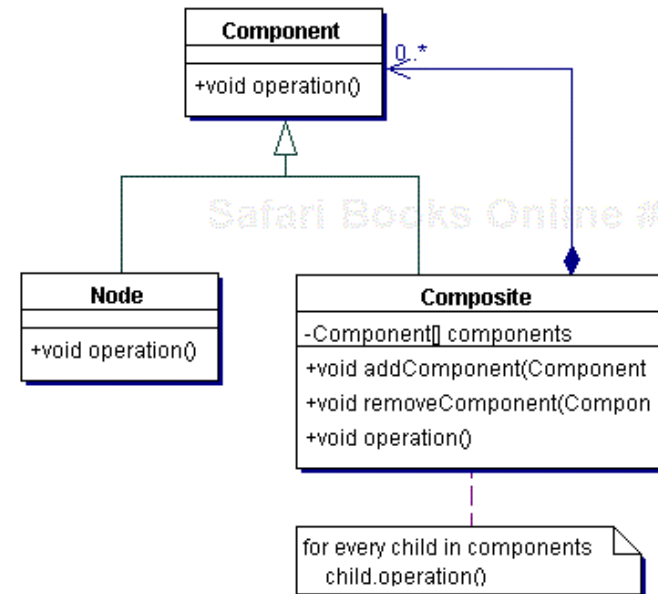 Component
0..*
+void operation()
Safari Books Online #
Node
+void operation()
Composite
-Component[] components
+void addComponent(Component
+void removeComponent(Compon
+void operation()
for every child in components
child.operation()